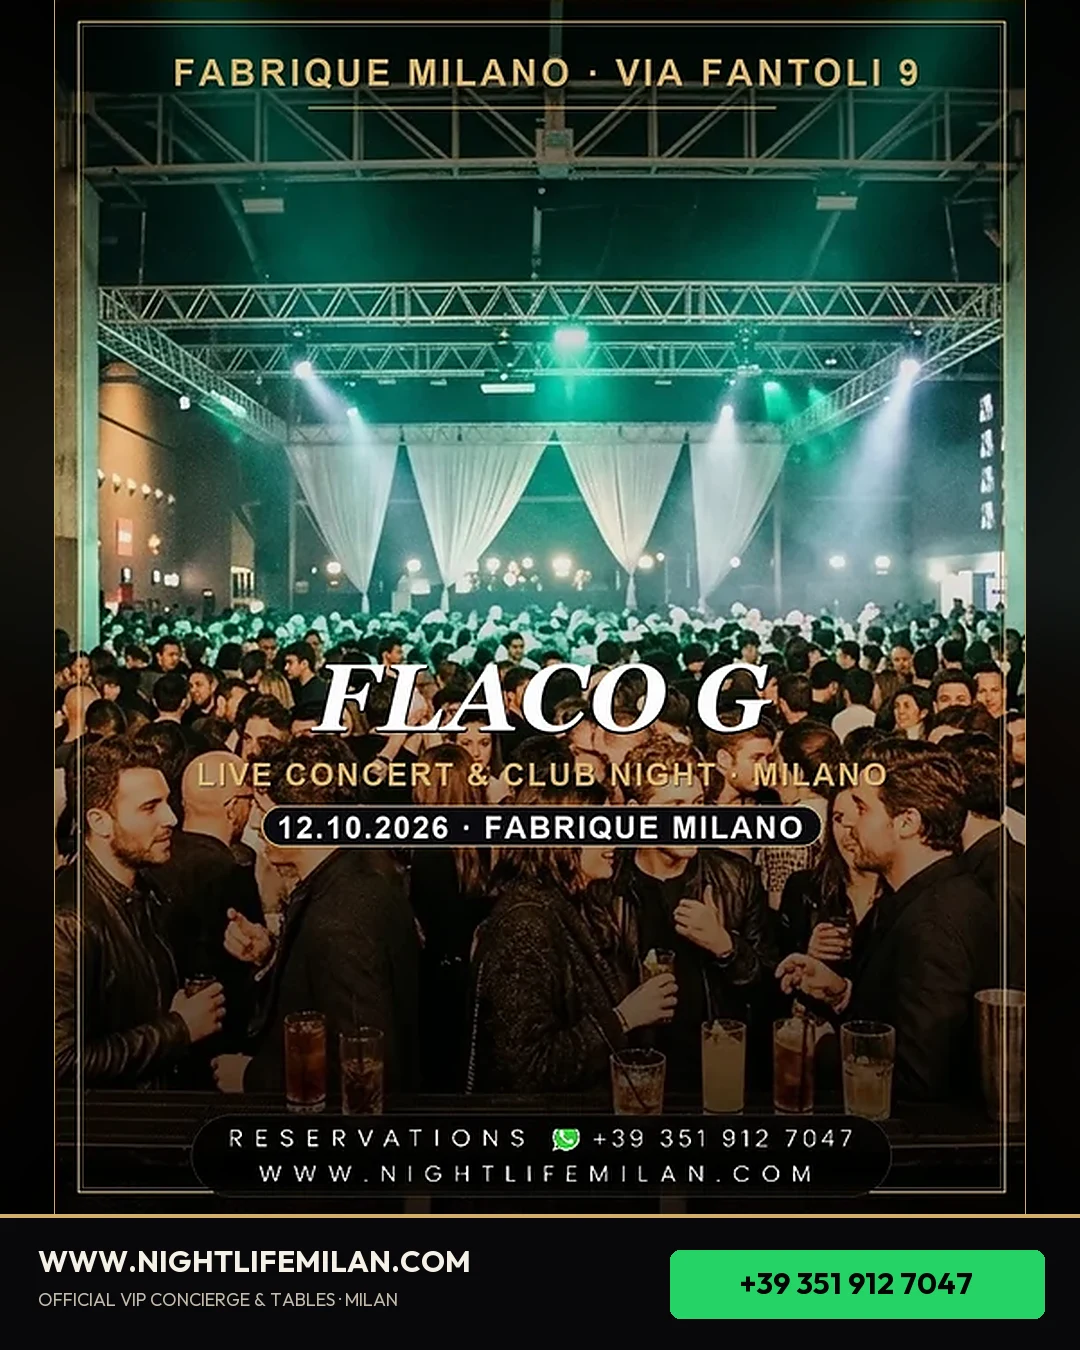 FABRIQUE MILANO · VIA FANTOLI 9
FLACO G
LIVE CONCERT & CLUB NIGHT · MILANO
12.10.2026 · FABRIQUE MILANO
RESERVATIONS +39 351 912 7047
WWW.NIGHTLIFEMILAN.COM
WWW.NIGHTLIFEMILAN.COM
OFFICIAL VIP CONCIERGE & TABLES · MILAN
+39 351 912 7047